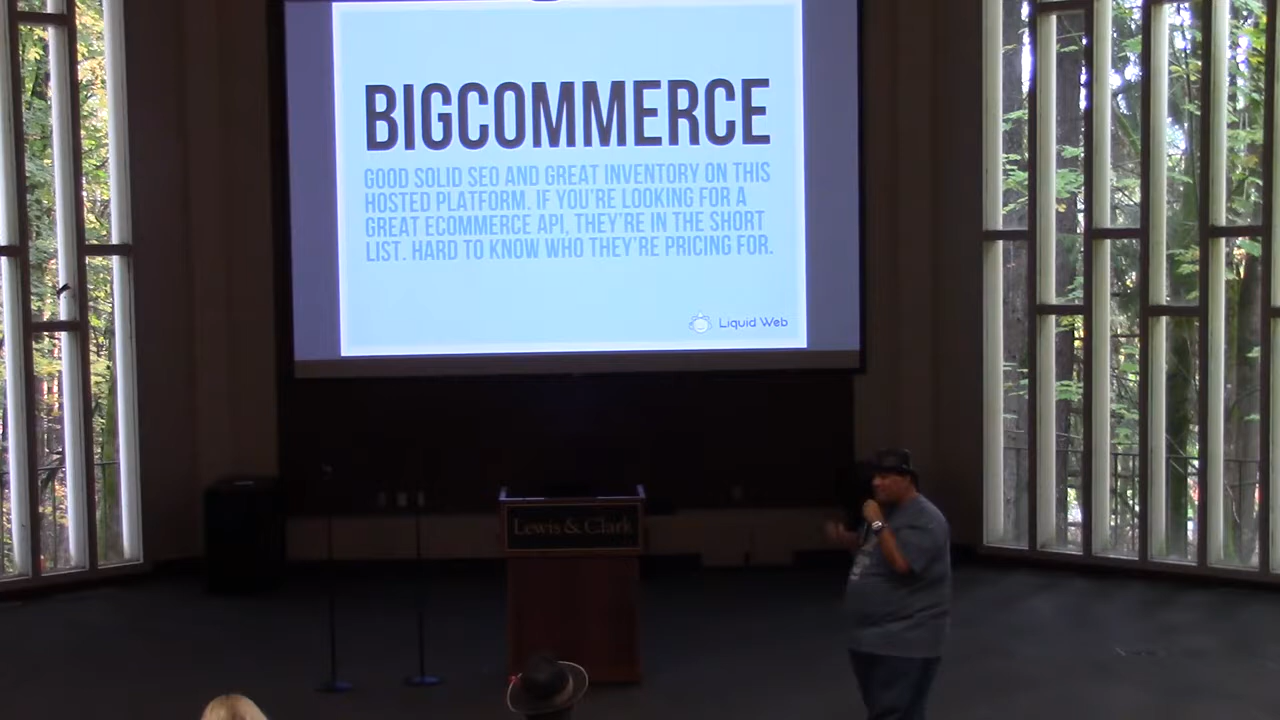 BIGCOMMERCE
GOOD SOLID SEO AND GREAT INVENTORY ON THIS
HOSTED PLATFORM. IF YOU'RE LOOKING FOR A
GREAT ECOMMERCE API, THEY'RE IN THE SHORT
LIST. HARD TO KNOW WHO THEY'RE PRICING FOR.
Liquid Web
Lewis & Clark